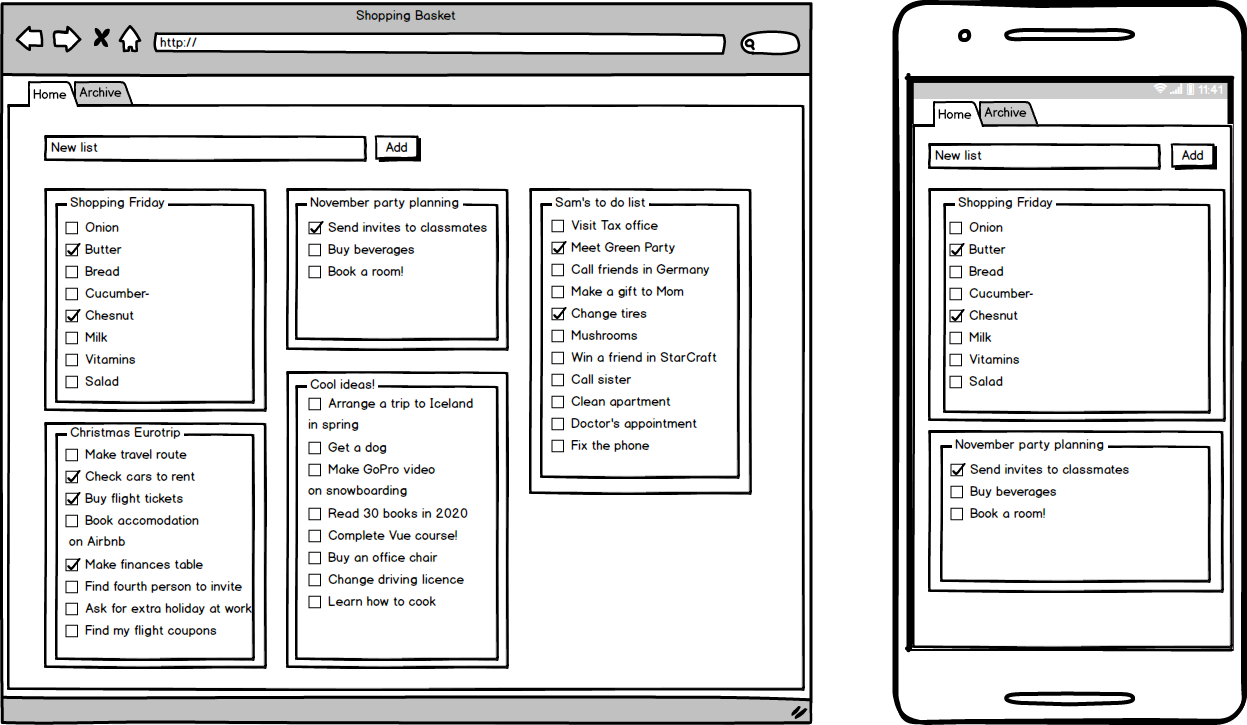 Shopping Basket
http://
Home
Archive
New list
Add
Shopping Friday
Onion
Butter
Bread
Cucumber-
Chesnut
Milk
Vitamins
Salad
Christmas Eurotrip
Make travel route
Check cars to rent
Buy flight tickets
Book accomodation
on Airbnb
Make finances table
Find fourth person to invite
Ask for extra holiday at work
Find my flight coupons
November party planning
Send invites to classmates
Buy beverages
Book a room!
Cool ideas!
Arrange a trip to Iceland
in spring
Get a dog
Make GoPro video
on snowboarding
Read 30 books in 2020
Complete Vue course!
Buy an office chair
Change driving licence
Learn how to cook
Sam's to do list
Visit Tax office
Meet Green Party
Call friends in Germany
Make a gift to Mom
Change tires
Mushrooms
Win a friend in StarCraft
Call sister
Clean apartment
Doctor's appointment
Fix the phone
11:41
Home
Archive
New list
Add
Shopping Friday
Onion
Butter
Bread
Cucumber-
Chesnut
Milk
Vitamins
Salad
November party planning
Send invites to classmates
Buy beverages
Book a room!